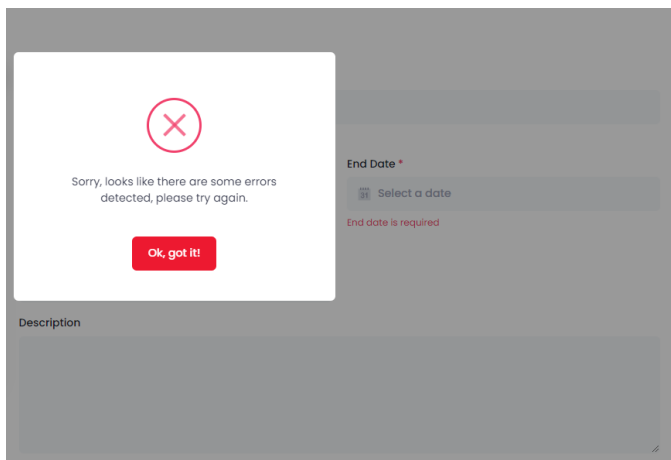 Sorry, looks like there are some errors
detected, please try again.
Ok, got it!
End Date *
21
Select a date
End date is required
Description